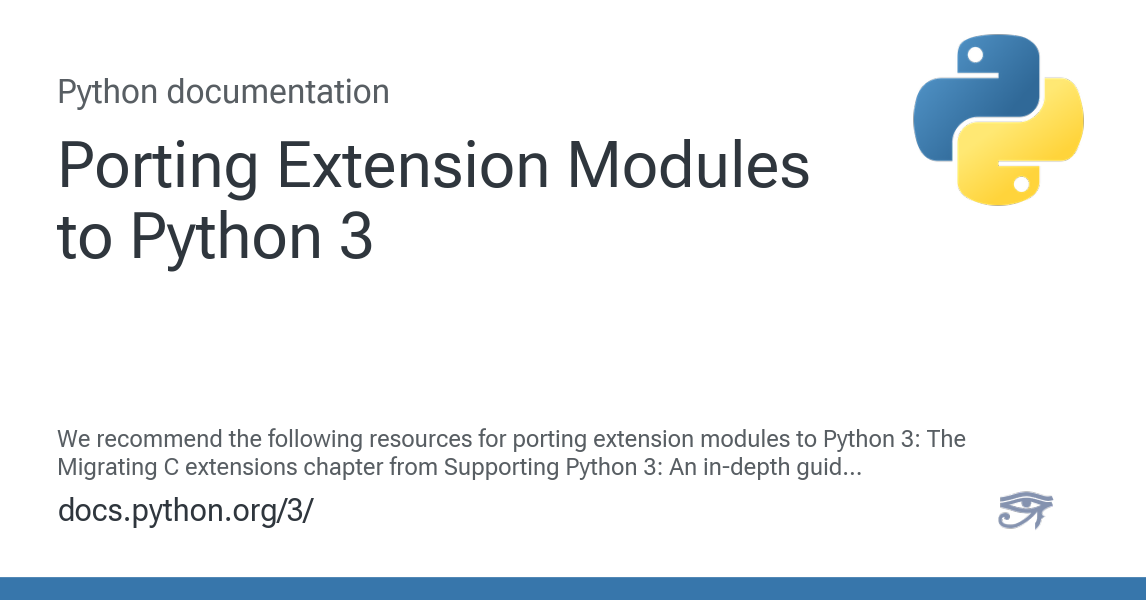 Python documentation
Porting Extension Modules
to Python 3
We recommend the following resources for porting extension modules to Python 3: The
Migrating C extensions chapter from Supporting Python 3: An in-depth guid...
docs.python.org/3/